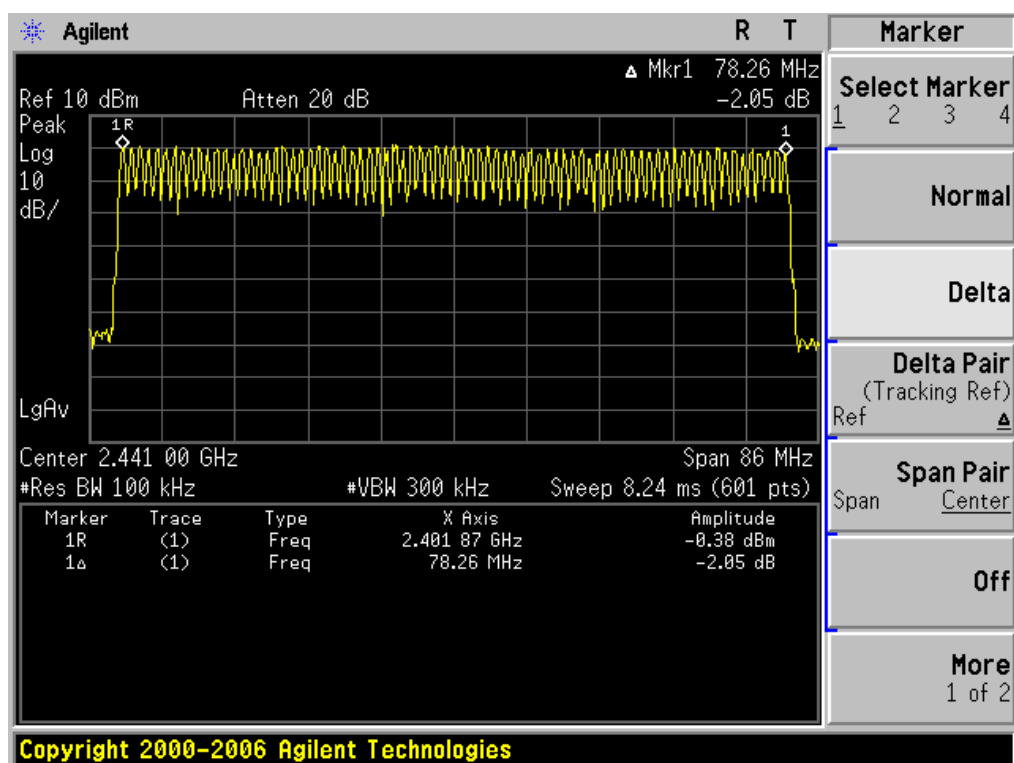 Agilent R T Marker
Δ Mkr1 78.26 MHz
Ref 10 dBm Atten 20 dB -2.05 dB
Peak
Log
10
dB/
1R
1
LgAv
Center 2.441 00 GHz Span 86 MHz
#Res BW 100 kHz #VBW 300 kHz Sweep 8.24 ms (601 pts)
Marker Trace Type X Axis Amplitude
1R (1) Freq 2.401 87 GHz -0.38 dBm
1Δ (1) Freq 78.26 MHz -2.05 dB
Select Marker
1 2 3 4
Normal
Delta
Delta Pair
(Tracking Ref)
Ref Δ
Span Pair
Span Center
Off
More
1 of 2
Copyright 2000-2006 Agilent Technologies